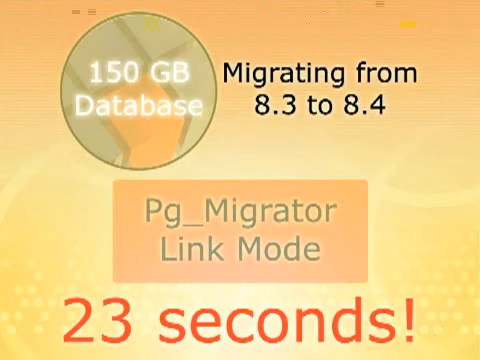 150 GB
Database
Migrating from
8.3 to 8.4
Pg_Migrator
Link Mode
23 seconds!